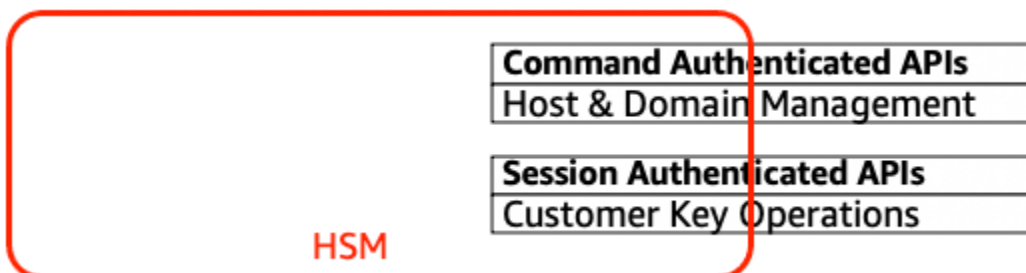 Command Authenticated APIs
Host & Domain Management
Session Authenticated APIs
Customer Key Operations
HSM